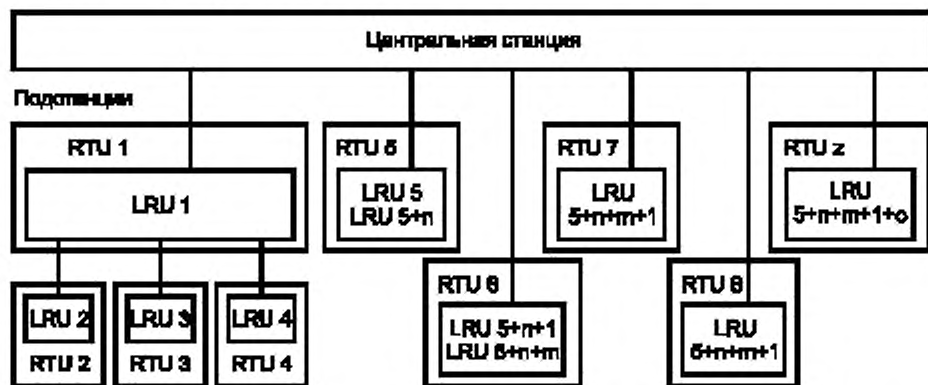 Центральная станция
Подстанции
RTU 1
LRU 1
LRU 2
RTU 2
LRU 3
RTU 3
LRU 4
RTU 4
RTU 5
LRU 5
LRU 5+n
RTU 6
LRU 5+n+1
LRU 5+n+m
RTU 7
LRU
5+n+m+1
RTU 8
LRU
5+n+m+1
RTU z
LRU
5+n+m+1+o